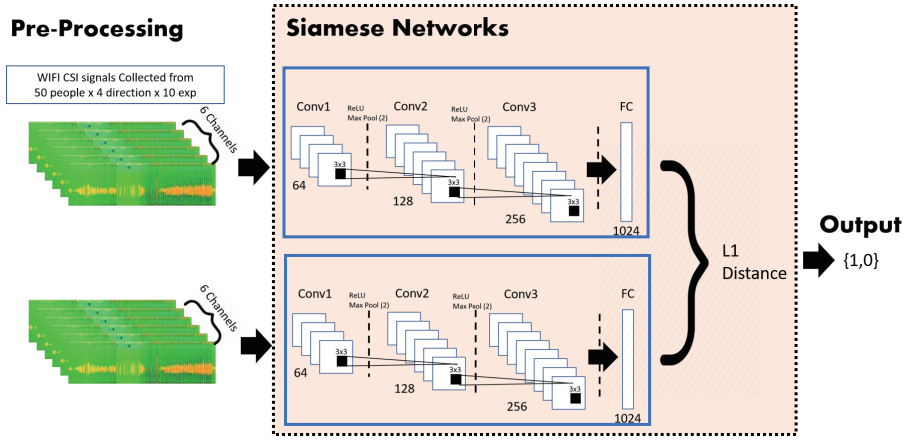 Pre-Processing
WIFI CSI signals Collected from
50 people x 4 direction x 10 exp
6 Channels
6 Channels
Siamese Networks
Conv1
ReLU
Max Pool (2)
Conv2
ReLU
Max Pool (2)
Conv3
FC
3x3
3x3
3x3
64
128
256
1024
Conv1
ReLU
Max Pool (2)
Conv2
ReLU
Max Pool (2)
Conv3
FC
3x3
3x3
3x3
64
128
256
1024
L1
Distance
Output
{1,0}